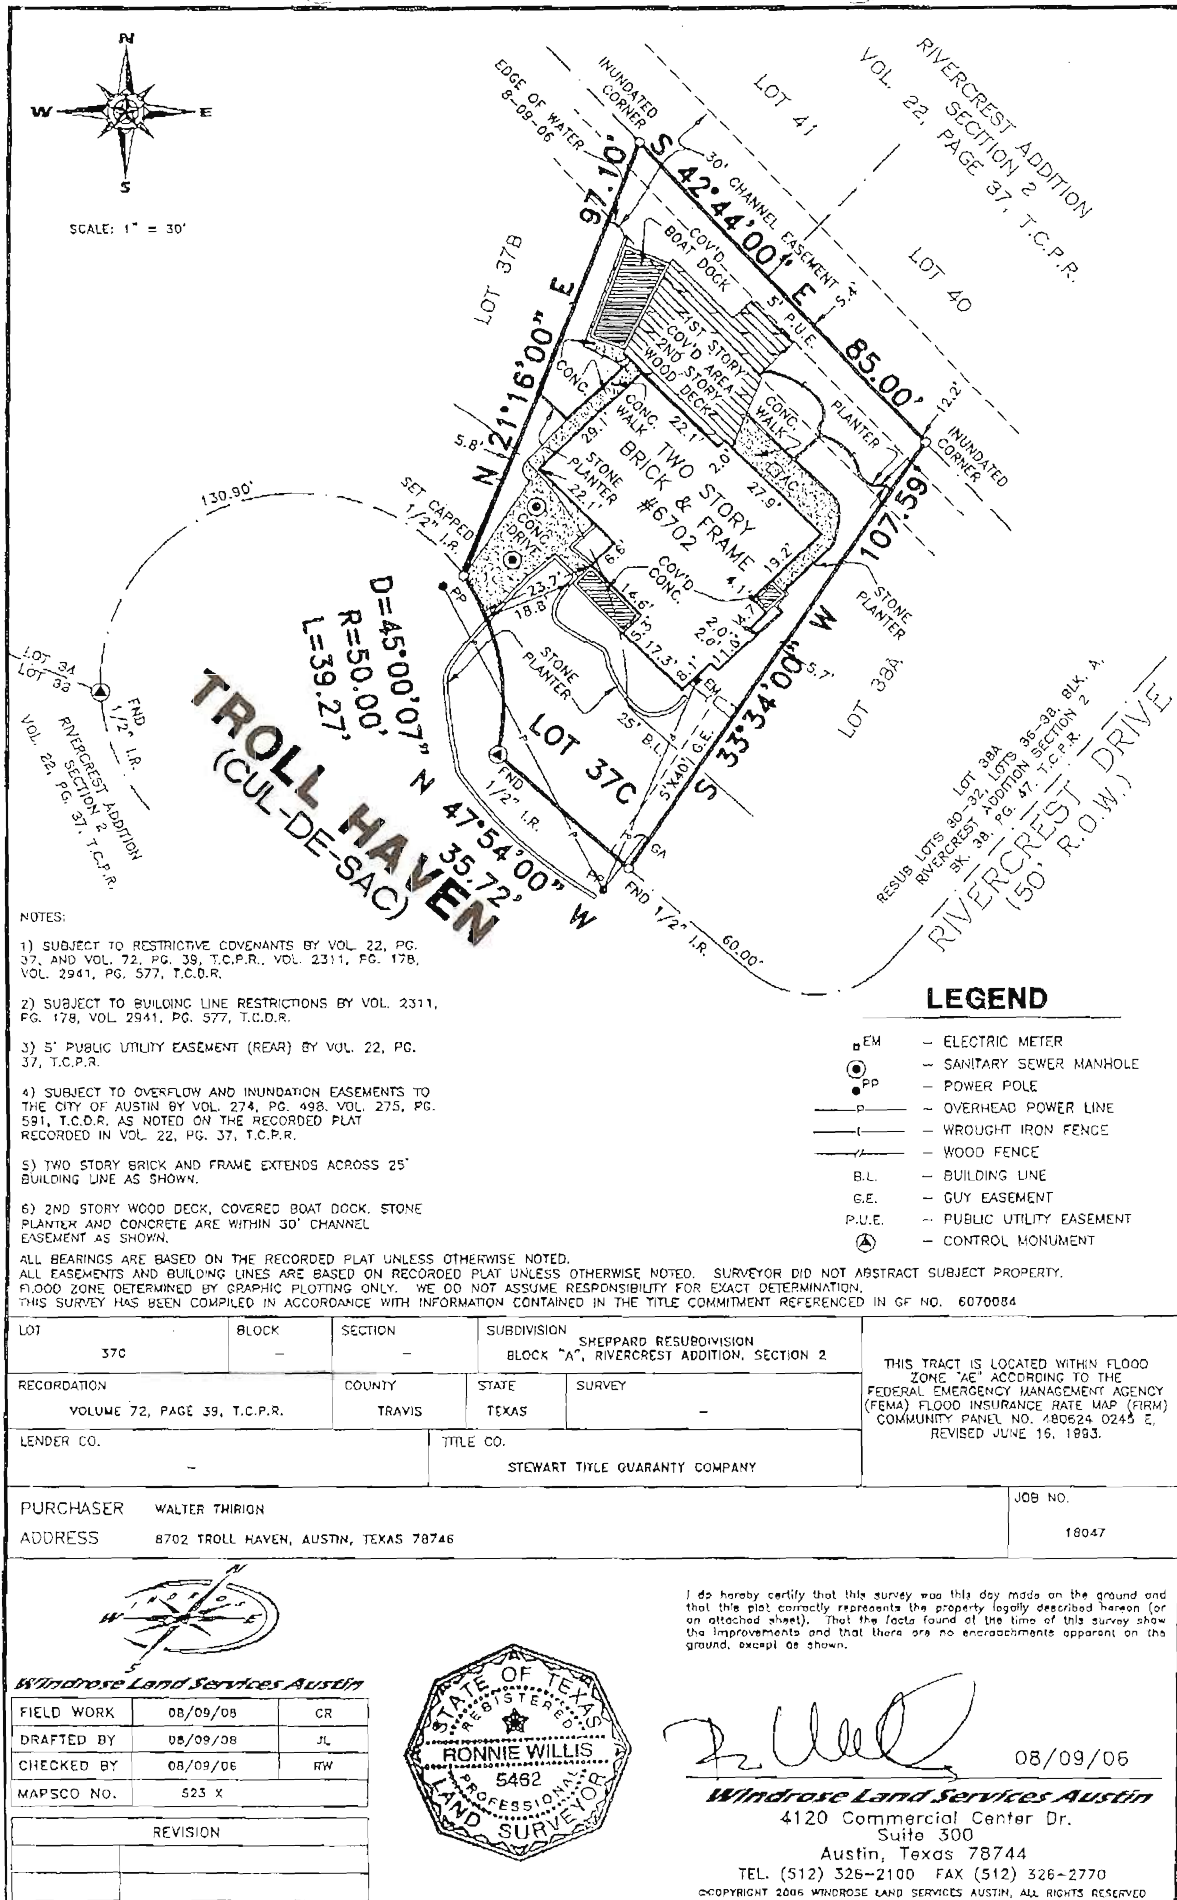 N
W
E
S
SCALE: 1" = 30'
EDGE OF WATER
8-09-06
INUNDATED
CORNER
LOT 41
RIVERCREST ADDITION
SECTION 2
VOL. 22, PAGE 37, T.C.P.R.
97.10'
S 42°44'00" E
85.00'
30' CHANNEL EASEMENT
COV'D
BOAT DOCK
5' P.U.E.
5.4'
LOT 40
LOT 37B
N 21°16'00" E
1ST STORY
COV'D AREA
2ND STORY
WOOD DECK
CONC.
CONC.
WALK
22.1'
29.1'
2.0'
CONC.
WALK
PLANTER
12.2'
INUNDATED
CORNER
5.8'
STONE
PLANTER
22.1'
TWO STORY
BRICK & FRAME
#6702
27.9'
19.2'
107.59'
130.90'
SET CAPPED
1/2" I.R.
CONC.
DRIVE
COV'D
CONC.
4.1'
4.7'
2.0'
2.0'
14.6'
17.3'
8.1'
STONE
PLANTER
5.7'
PP
23.7'
18.8'
STONE
PLANTER
EM
S 33°34'00" W
LOT 38A
D=45°00'07"
R=50.00'
L=39.27'
LOT 37C
25' B.L.
5'X40' G.E.
TROLL HAVEN
(CUL-DE-SAC)
FND
1/2" I.R.
N 47°54'00" W
35.72'
GA
PP
FND 1/2" I.R.
60.00'
FND
1/2" I.R.
RIVERCREST ADDITION
SECTION 2
VOL. 22, PG. 37, T.C.P.R.
LOT 38A
RESUB LOTS 30-32, LOTS 36-38, BLK. A,
RIVERCREST ADDITION SECTION 2
BK. 38, PG. 47, T.C.P.R.
RIVERCREST DRIVE
(50' R.O.W.)
NOTES:
1) SUBJECT TO RESTRICTIVE COVENANTS BY VOL. 22, PG.
37, AND VOL. 72, PG. 39, T.C.P.R., VOL. 2311, PG. 178,
VOL. 2941, PG. 577, T.C.D.R.
2) SUBJECT TO BUILDING LINE RESTRICTIONS BY VOL. 2311,
PG. 178, VOL. 2941, PG. 577, T.C.D.R.
3) 5' PUBLIC UTILITY EASEMENT (REAR) BY VOL. 22, PG.
37, T.C.P.R.
4) SUBJECT TO OVERFLOW AND INUNDATION EASEMENTS TO
THE CITY OF AUSTIN BY VOL. 274, PG. 498, VOL. 275, PG.
591, T.C.D.R. AS NOTED ON THE RECORDED PLAT
RECORDED IN VOL. 22, PG. 37, T.C.P.R.
5) TWO STORY BRICK AND FRAME EXTENDS ACROSS 25'
BUILDING LINE AS SHOWN.
6) 2ND STORY WOOD DECK, COVERED BOAT DOCK, STONE
PLANTER AND CONCRETE ARE WITHIN 30' CHANNEL
EASEMENT AS SHOWN.
LEGEND
EM - ELECTRIC METER
- SANITARY SEWER MANHOLE
PP - POWER POLE
P - OVERHEAD POWER LINE
- WROUGHT IRON FENCE
- WOOD FENCE
B.L. - BUILDING LINE
G.E. - GUY EASEMENT
P.U.E. - PUBLIC UTILITY EASEMENT
- CONTROL MONUMENT
ALL BEARINGS ARE BASED ON THE RECORDED PLAT UNLESS OTHERWISE NOTED.
ALL EASEMENTS AND BUILDING LINES ARE BASED ON RECORDED PLAT UNLESS OTHERWISE NOTED. SURVEYOR DID NOT ABSTRACT SUBJECT PROPERTY.
FLOOD ZONE DETERMINED BY GRAPHIC PLOTTING ONLY. WE DO NOT ASSUME RESPONSIBILITY FOR EXACT DETERMINATION.
THIS SURVEY HAS BEEN COMPILED IN ACCORDANCE WITH INFORMATION CONTAINED IN THE TITLE COMMITMENT REFERENCED IN GF NO. 6070084
LOT 37C BLOCK - SECTION -
SUBDIVISION SHEPPARD RESUBDIVISION
BLOCK "A", RIVERCREST ADDITION, SECTION 2
RECORDATION VOLUME 72, PAGE 39, T.C.P.R.
COUNTY TRAVIS
STATE TEXAS
SURVEY -
LENDER CO. -
TITLE CO. STEWART TITLE GUARANTY COMPANY
THIS TRACT IS LOCATED WITHIN FLOOD
ZONE "AE" ACCORDING TO THE
FEDERAL EMERGENCY MANAGEMENT AGENCY
(FEMA) FLOOD INSURANCE RATE MAP (FIRM)
COMMUNITY PANEL NO. 480624 0245 E,
REVISED JUNE 16, 1993.
PURCHASER WALTER THIRION
ADDRESS 6702 TROLL HAVEN, AUSTIN, TEXAS 78746
JOB NO.
18047
WINDROSE
N
W
E
S
Windrose Land Services Austin
FIELD WORK 08/09/06 CR
DRAFTED BY 08/09/06 JL
CHECKED BY 08/09/06 RW
MAPSCO NO. 523 X
REVISION
STATE OF TEXAS
REGISTERED
RONNIE WILLIS
5462
PROFESSIONAL
LAND SURVEYOR
I do hereby certify that this survey was this day made on the ground and
that this plat correctly represents the property legally described hereon (or
on attached sheet). That the facts found at the time of this survey show
the improvements and that there are no encroachments apparent on the
ground, except as shown.
08/09/06
Windrose Land Services Austin
4120 Commercial Center Dr.
Suite 300
Austin, Texas 78744
TEL. (512) 326-2100 FAX (512) 326-2770
©COPYRIGHT 2006 WINDROSE LAND SERVICES AUSTIN, ALL RIGHTS RESERVED